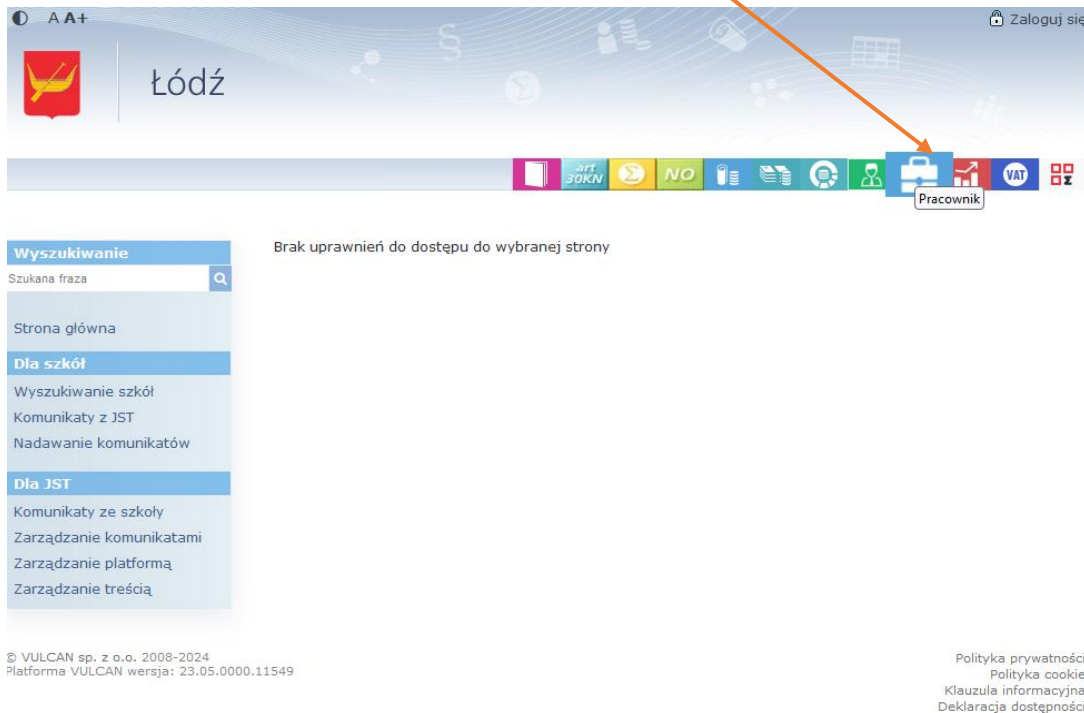 A A+
Zaloguj się
Łódź
§
art 30KN
Σ
NO
VAT
Pracownik
Wyszukiwanie
Szukana fraza
Brak uprawnień do dostępu do wybranej strony
Strona główna
Dla szkół
Wyszukiwanie szkół
Komunikaty z JST
Nadawanie komunikatów
Dla JST
Komunikaty ze szkoły
Zarządzanie komunikatami
Zarządzanie platformą
Zarządzanie treścią
© VULCAN sp. z o.o. 2008-2024
Platforma VULCAN wersja: 23.05.0000.11549
Polityka prywatności
Polityka cookie
Klauzula informacyjna
Deklaracja dostępności